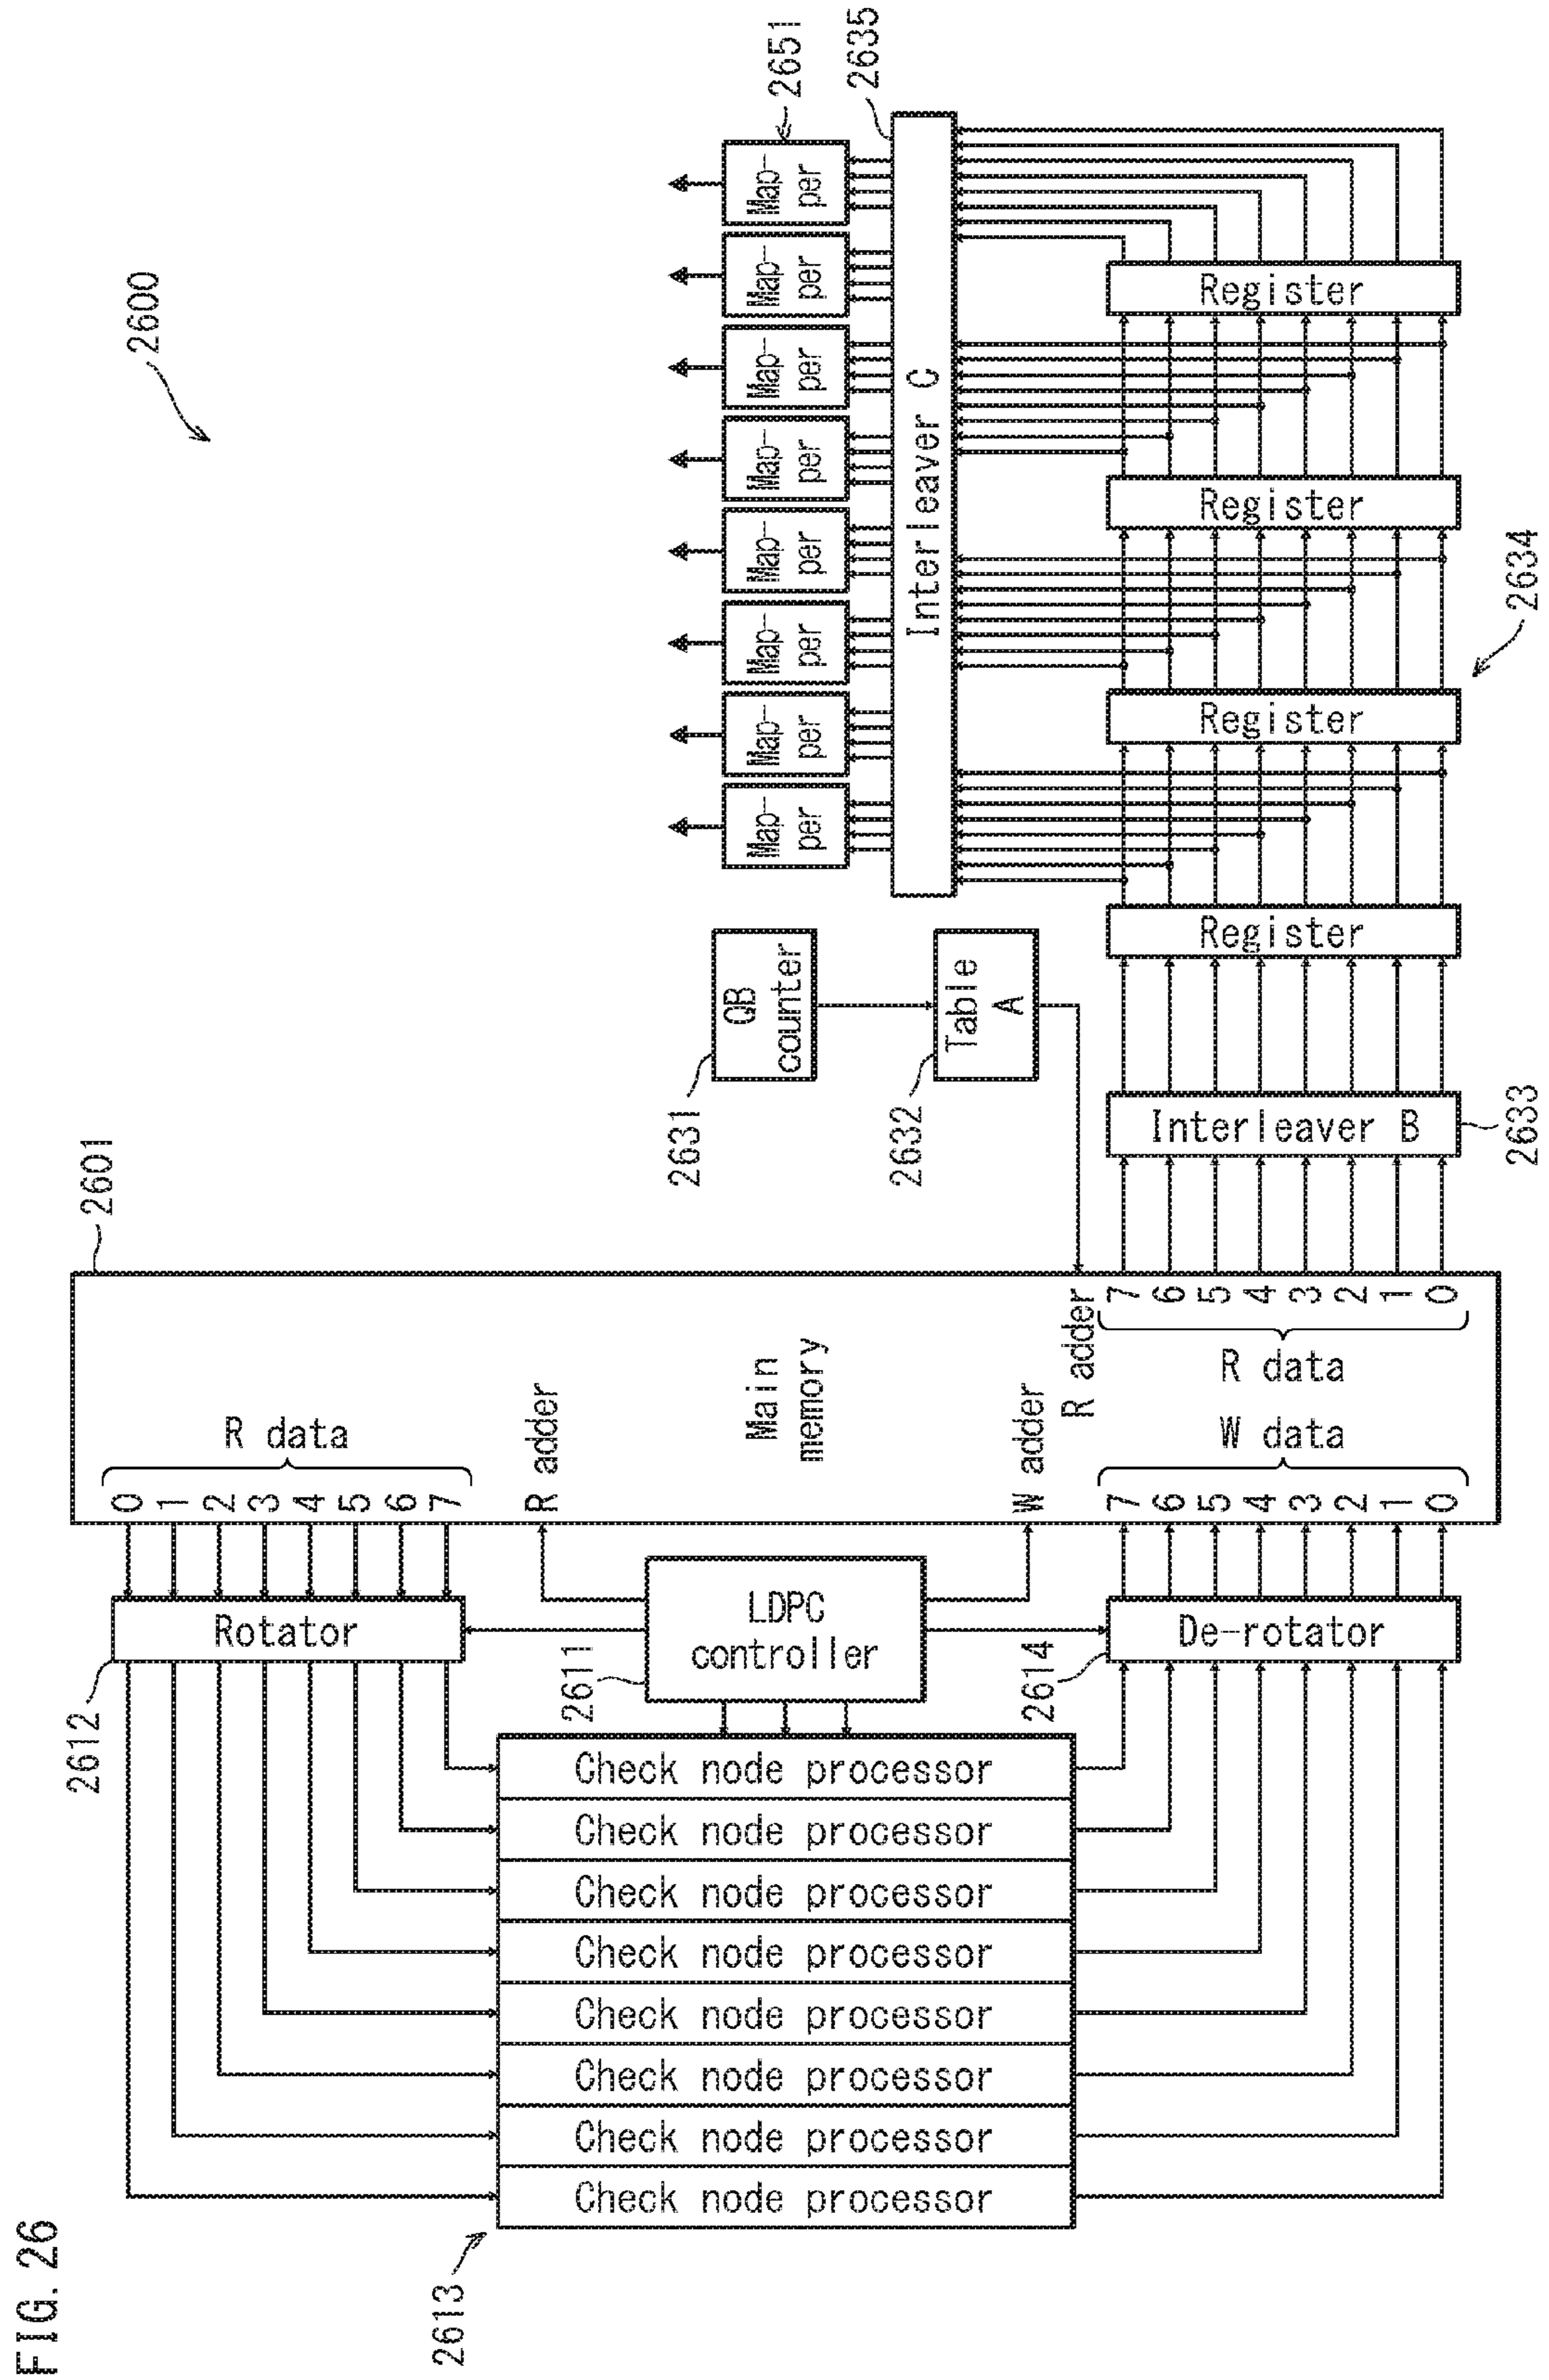 FIG. 26
2600
2601
R data
0
1
2
3
4
5
6
7
Rotator
2612
R adder
LDPC
controller
2611
Main
memory
W adder
R adder
2613
Check node processor
Check node processor
Check node processor
Check node processor
Check node processor
Check node processor
Check node processor
Check node processor
2614
De-rotator
W data
7
6
5
4
3
2
1
0
R data
7
6
5
4
3
2
1
0
2631
QB
counter
2632
Table
A
Interleaver B
2633
Register
Register
Register
Register
2634
Interleaver C
2635
Map-
per
Map-
per
Map-
per
Map-
per
Map-
per
Map-
per
Map-
per
Map-
per
2651